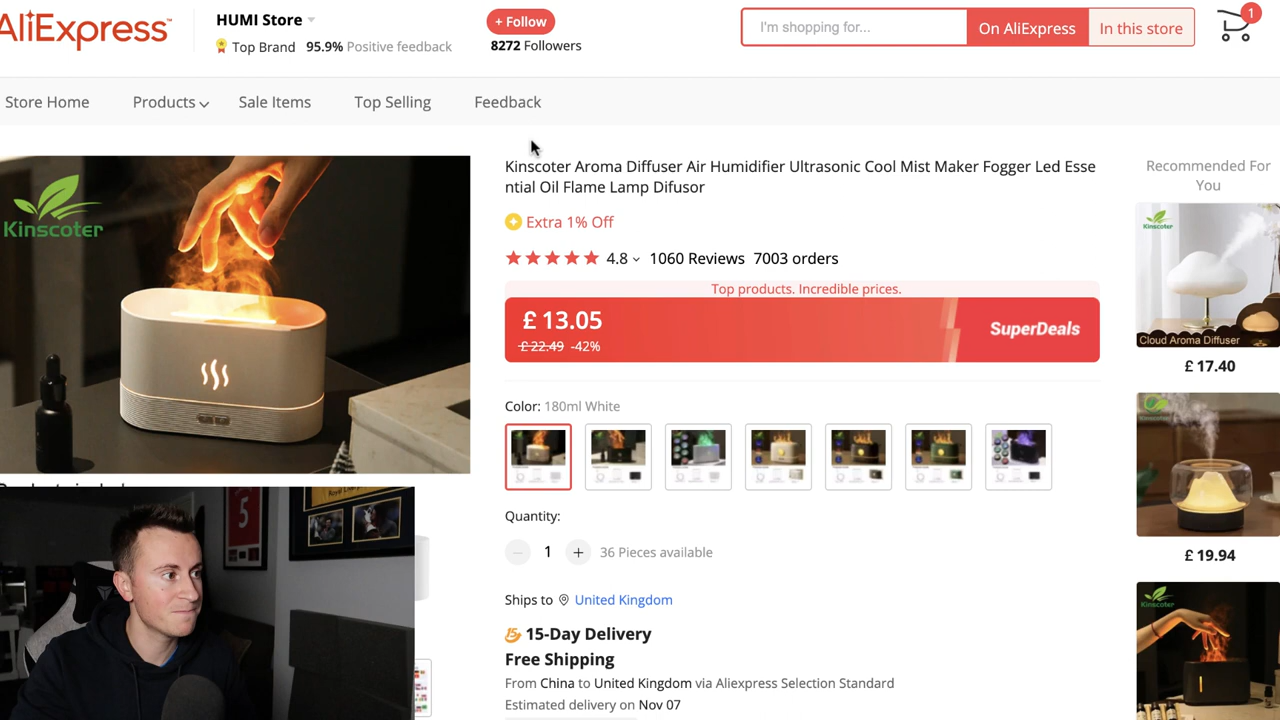 AliExpress™
HUMI Store
Top Brand 95.9% Positive feedback
+ Follow
8272 Followers
I'm shopping for...
On AliExpress
In this store
1
Store Home
Products
Sale Items
Top Selling
Feedback
Kinscoter
Kinscoter Aroma Diffuser Air Humidifier Ultrasonic Cool Mist Maker Fogger Led Esse
ntial Oil Flame Lamp Difusor
Extra 1% Off
4.8 1060 Reviews 7003 orders
Top products. Incredible prices.
£ 13.05
£ 22.49 -42%
SuperDeals
Color: 180ml White
Quantity:
− 1 + 36 Pieces available
Ships to United Kingdom
15-Day Delivery
Free Shipping
From China to United Kingdom via Aliexpress Selection Standard
Estimated delivery on Nov 07
5
Recommended For
You
Kinscoter
Cloud Aroma Diffuser
£ 17.40
£ 19.94
Kinscoter